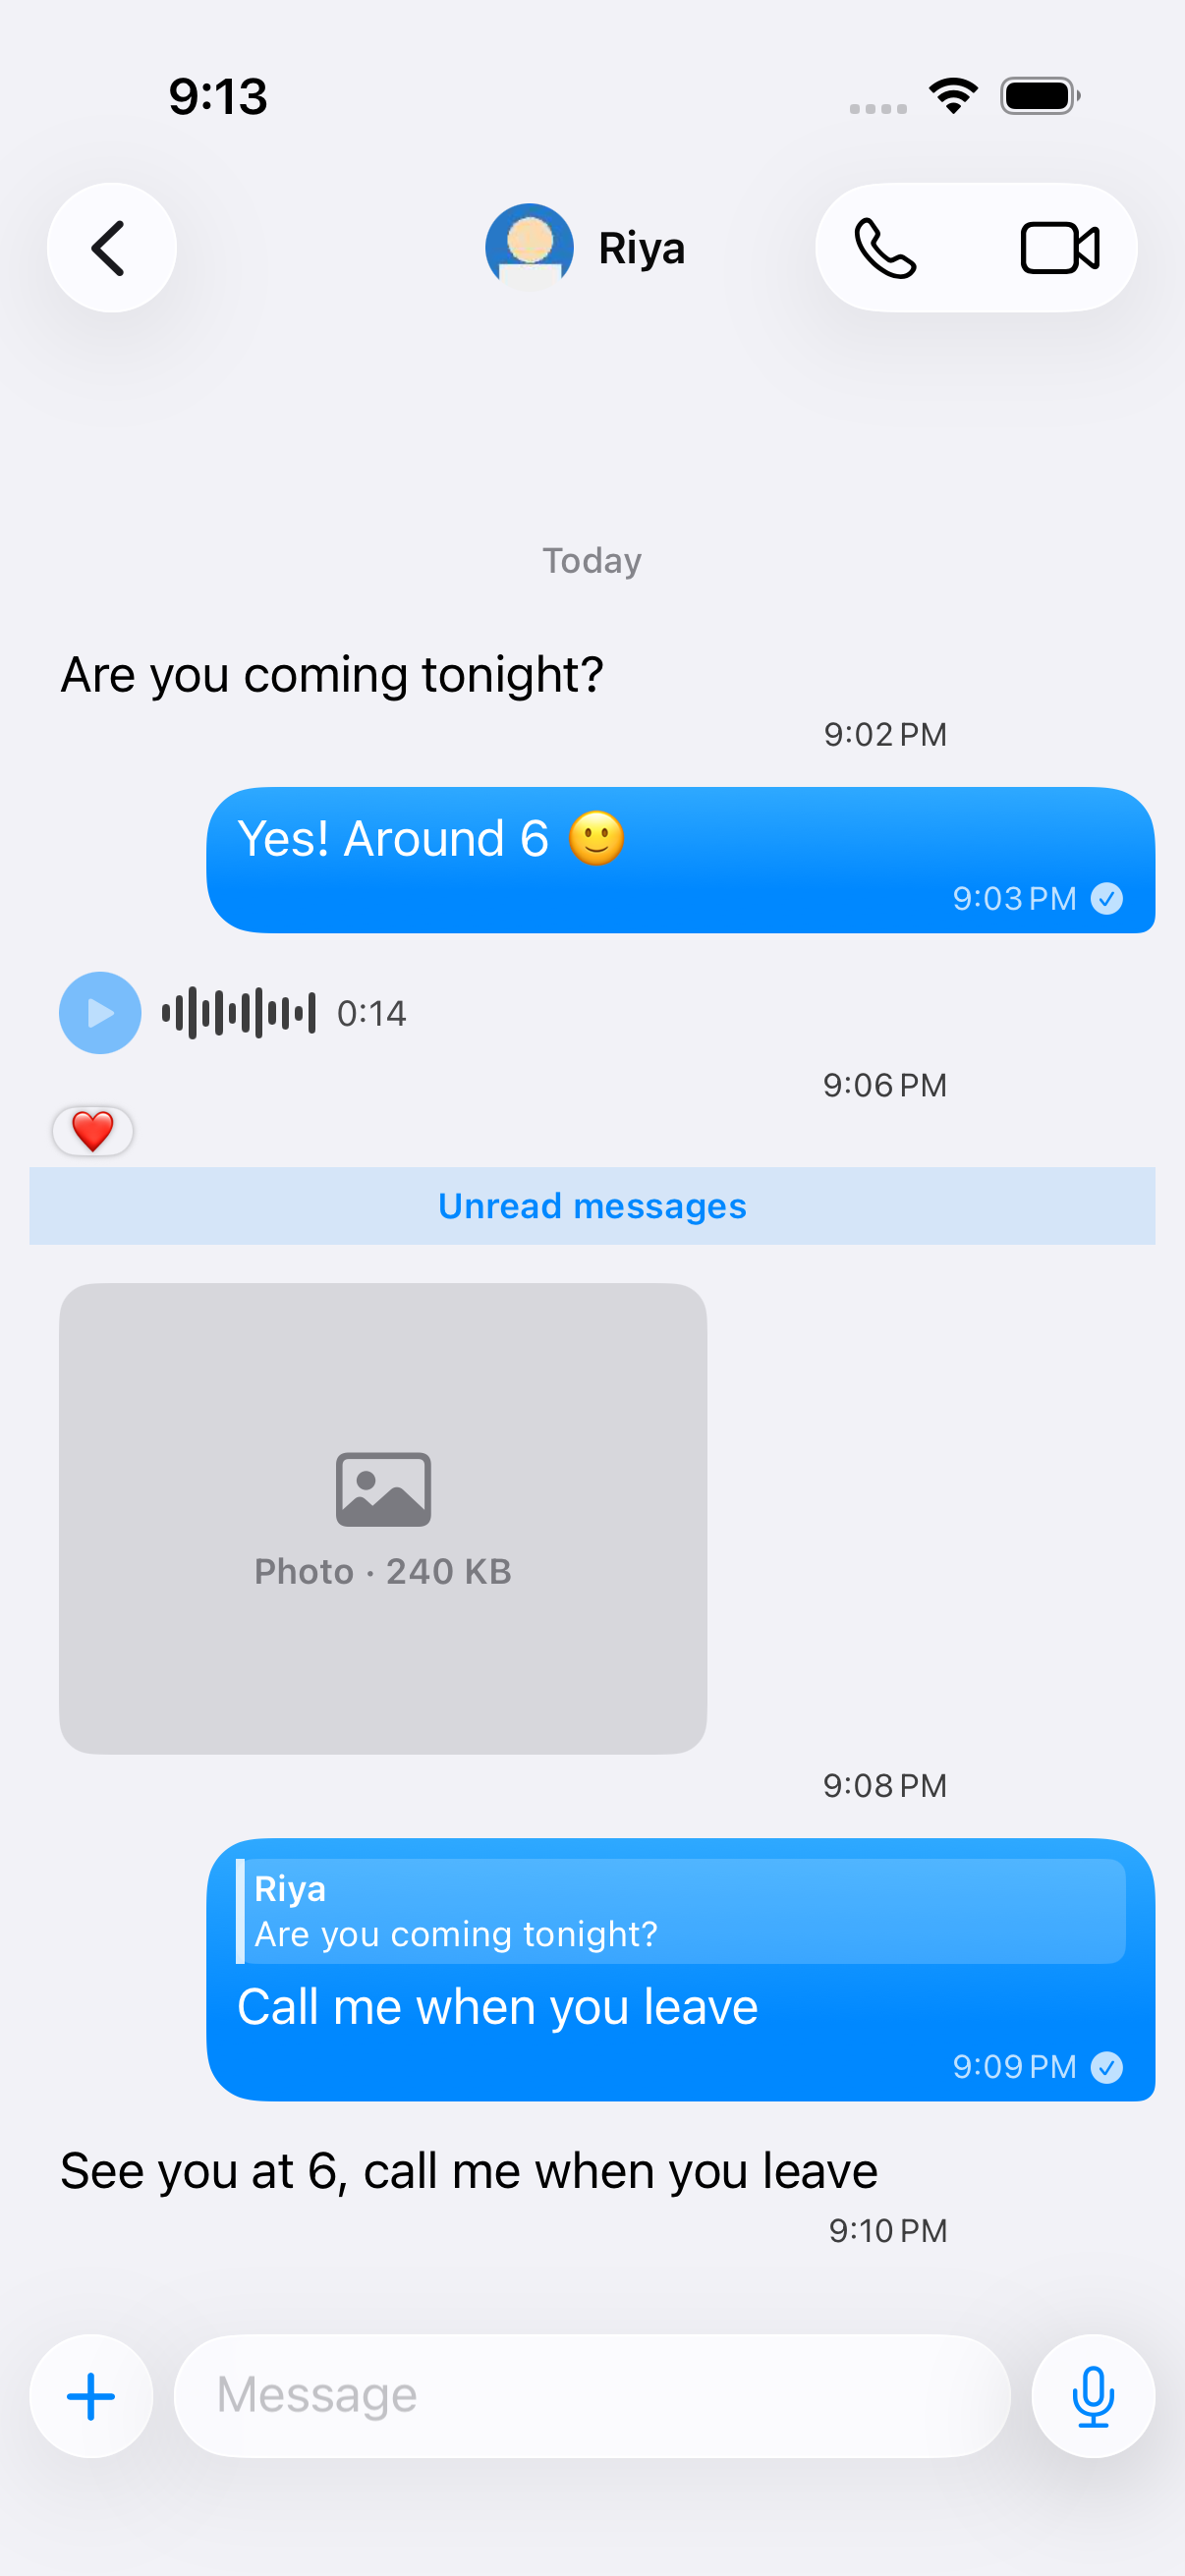 9:13
Riya
Today
Are you coming tonight?
9:02 PM
Yes! Around 6 🙂
9:03 PM
0:14
9:06 PM
❤️
Unread messages
Photo · 240 KB
9:08 PM
Riya
Are you coming tonight?
Call me when you leave
9:09 PM
See you at 6, call me when you leave
9:10 PM
Message